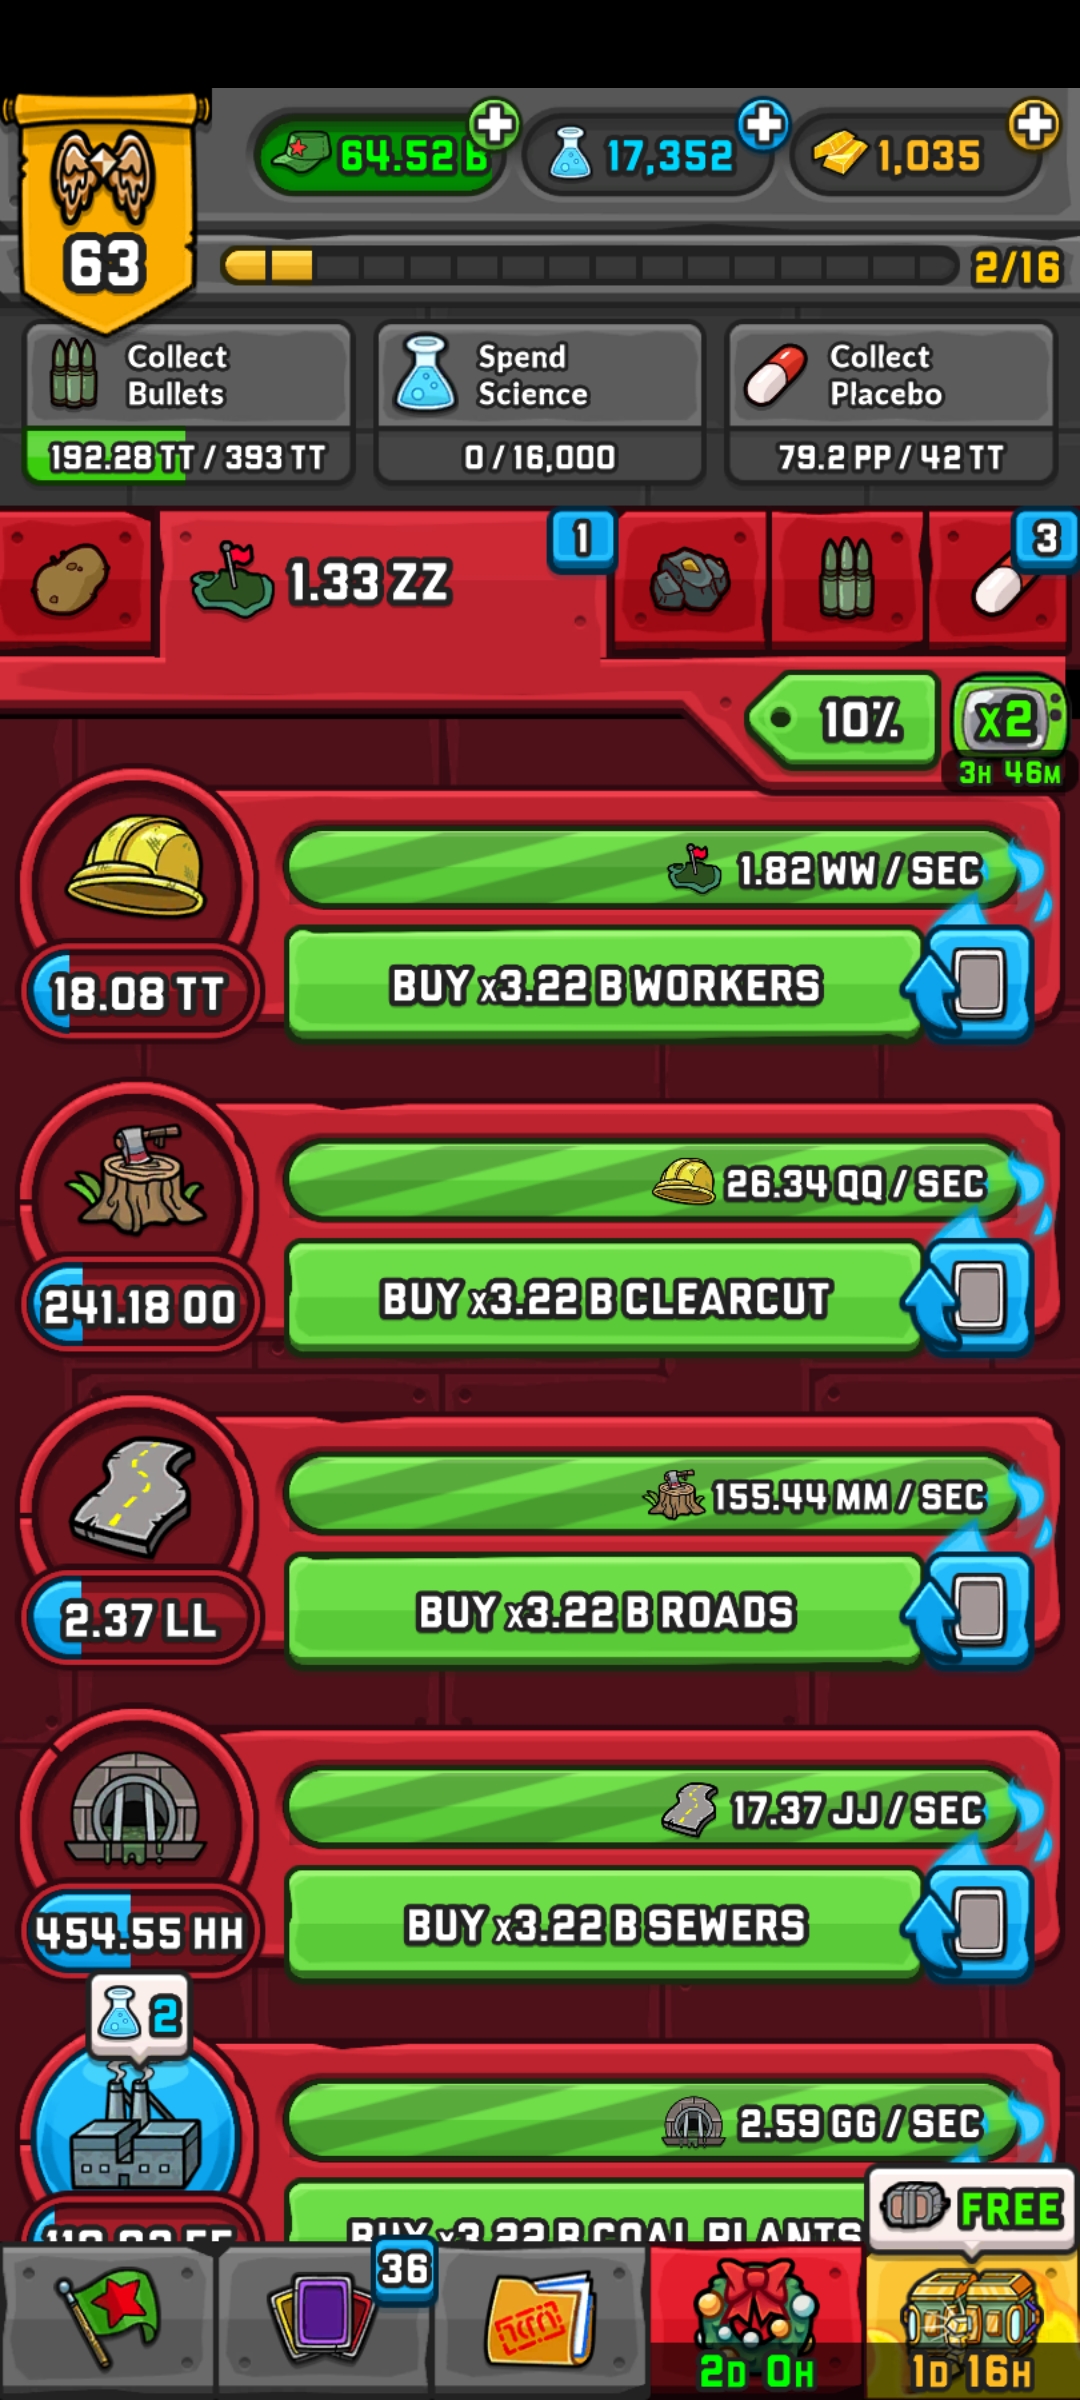 64.52 B
17,352
1,035
63
2/16
Collect
Bullets
192.28 TT / 393 TT
Spend
Science
0 / 16,000
Collect
Placebo
79.2 PP / 42 TT
1.33 ZZ
1
3
10%
x2
3H 46M
1.82 WW / SEC
18.08 TT
BUY x3.22 B WORKERS
26.34 QQ / SEC
241.18 OO
BUY x3.22 B CLEARCUT
155.44 MM / SEC
2.37 LL
BUY x3.22 B ROADS
17.37 JJ / SEC
454.55 HH
BUY x3.22 B SEWERS
2
2.59 GG / SEC
BUY x3.22 B COAL PLANTS
FREE
36
2D 0H
1D 16H